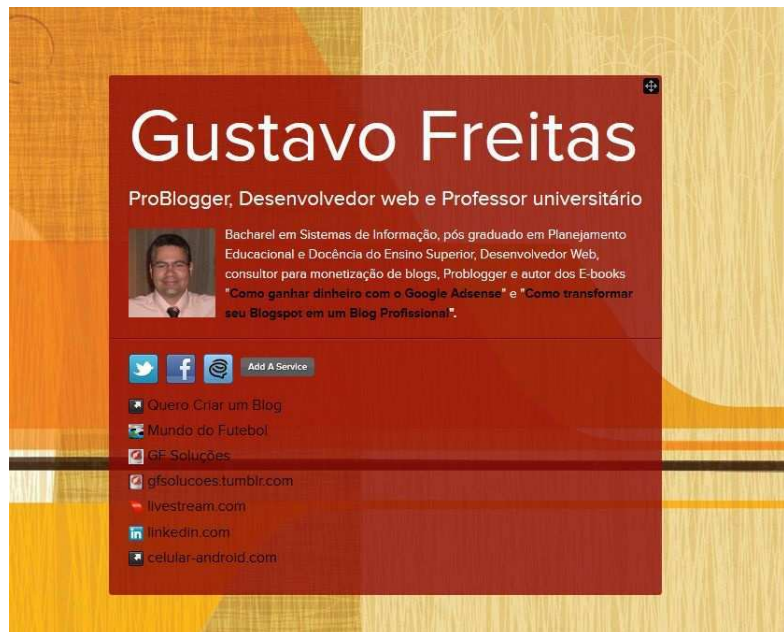 Gustavo Freitas
ProBlogger, Desenvolvedor web e Professor universitário
Bacharel em Sistemas de Informação, pós graduado em Planejamento
Educacional e Docência do Ensino Superior, Desenvolvedor Web,
consultor para monetização de blogs, Problogger e autor dos E-books
"Como ganhar dinheiro com o Google Adsense" e "Como transformar
seu Blogspot em um Blog Profissional".
Add A Service
Quero Criar um Blog
Mundo do Futebol
GF Soluções
gfsolucoes.tumblr.com
livestream.com
linkedin.com
celular-android.com